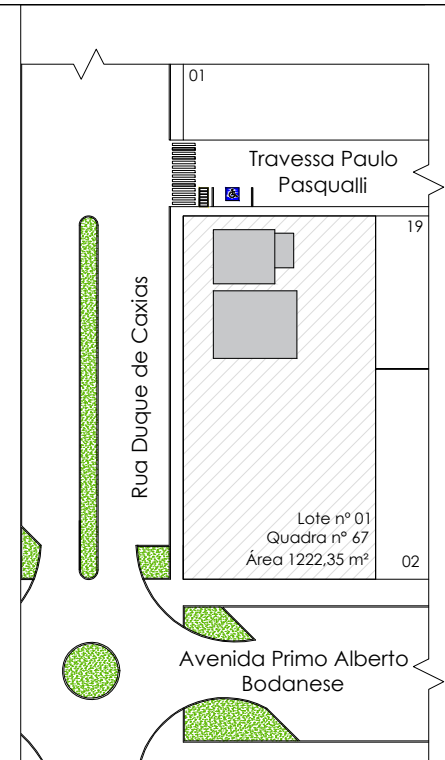 01
Travessa Paulo
Pasqualli
19
Rua Duque de Caxias
Lote nº 01
Quadra nº 67
Área 1222,35 m²
02
Avenida Primo Alberto
Bodanese